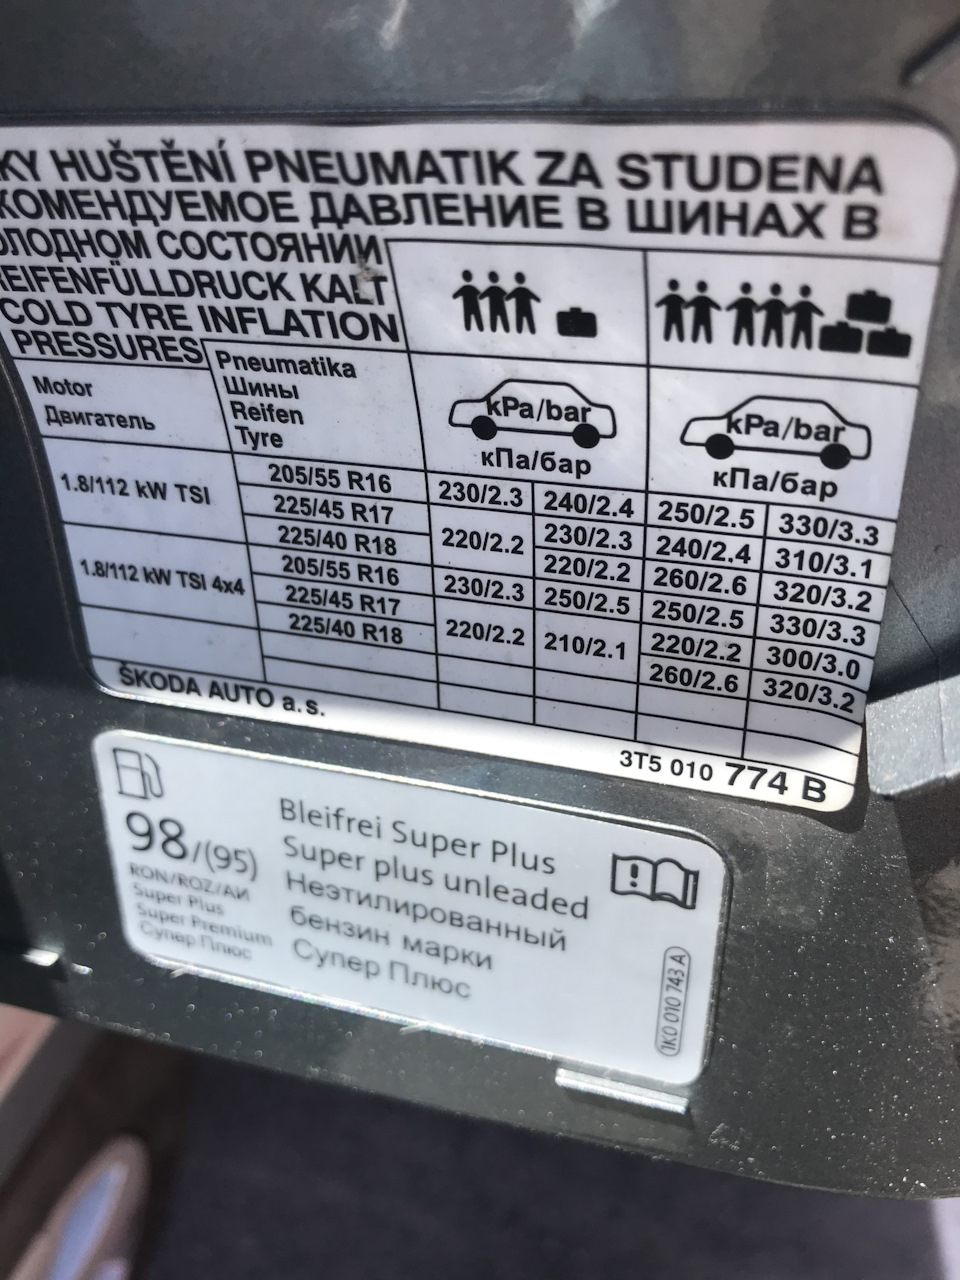 KY HUŠTĚNÍ PNEUMATIK ZA STUDENA
КОМЕНДУЕМОЕ ДАВЛЕНИЕ В ШИНАХ В
ОЛОДНОМ СОСТОЯНИИ
REIFENFÜLLDRUCK KALT
COLD TYRE INFLATION
PRESSURES
Motor
Двигатель
Pneumatika
Шины
Reifen
Tyre
kPa/bar
кПа/бар
kPa/bar
кПа/бар
1.8/112 kW TSI
205/55 R16 230/2.3 240/2.4 250/2.5 330/3.3
225/45 R17 220/2.2 230/2.3 240/2.4 310/3.1
225/40 R18 220/2.2 260/2.6 320/3.2
1.8/112 kW TSI 4x4
205/55 R16 230/2.3 250/2.5 250/2.5 330/3.3
225/45 R17 220/2.2 210/2.1 220/2.2 300/3.0
225/40 R18 260/2.6 320/3.2
ŠKODA AUTO a.s.
3T5 010 774 B
98/(95)
RON/ROZ/АИ
Super Plus
Super Premium
Супер Плюс
Bleifrei Super Plus
Super plus unleaded
Неэтилированный
бензин марки
Супер Плюс
1K0 010 743 A